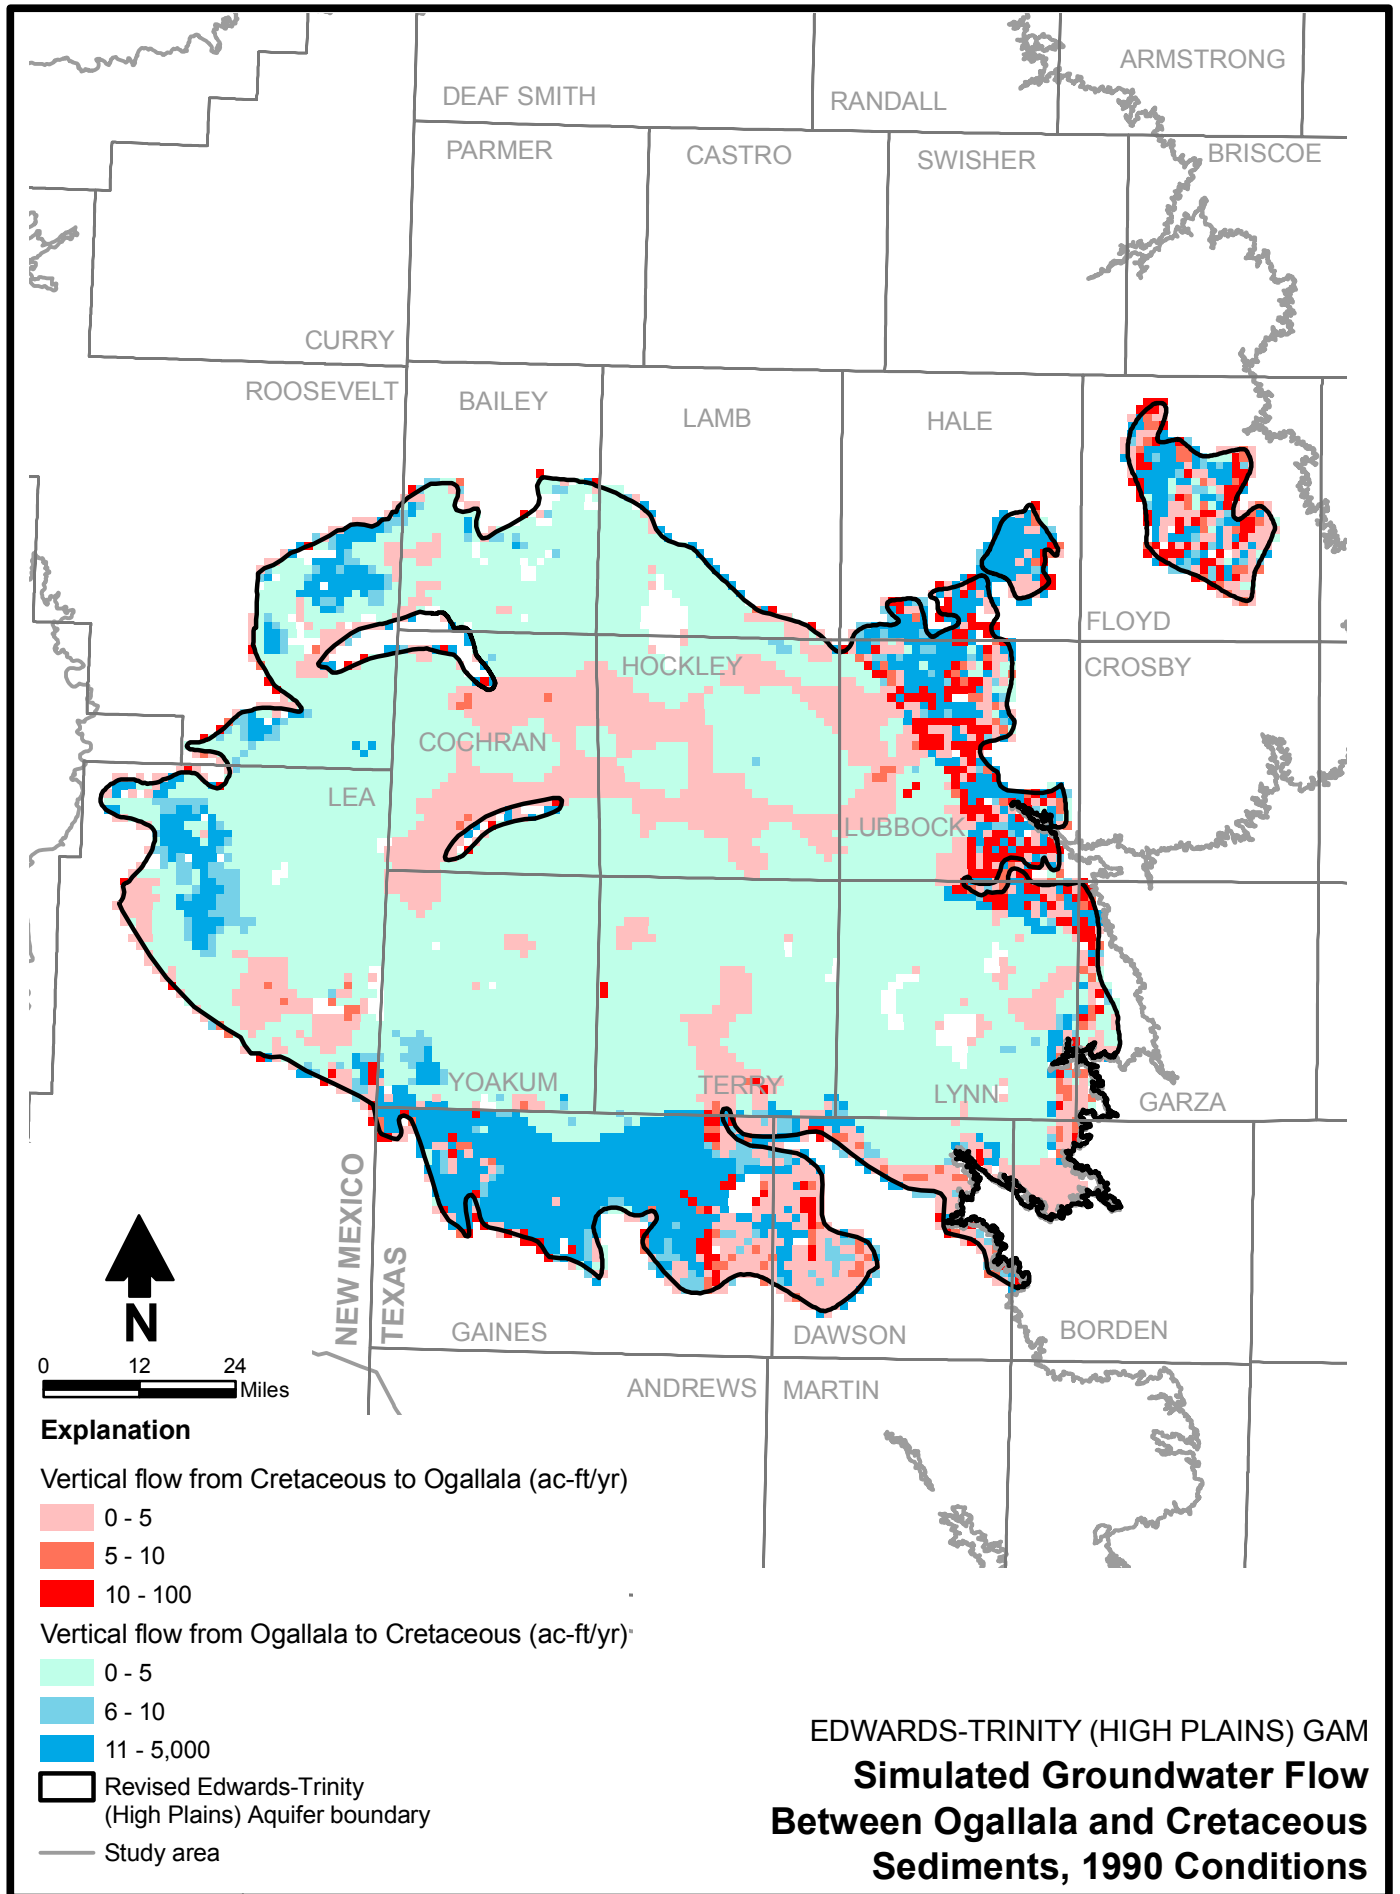 ARMSTRONG
DEAF SMITH
RANDALL
PARMER
CASTRO
SWISHER
BRISCOE
CURRY
ROOSEVELT
BAILEY
LAMB
HALE
FLOYD
HOCKLEY
CROSBY
COCHRAN
LEA
LUBBOCK
YOAKUM
TERRY
LYNN
GARZA
NEW MEXICO
TEXAS
N
GAINES
DAWSON
BORDEN
ANDREWS
MARTIN
0 12 24
Miles
Explanation
Vertical flow from Cretaceous to Ogallala (ac-ft/yr)
0 - 5
5 - 10
10 - 100
Vertical flow from Ogallala to Cretaceous (ac-ft/yr)
0 - 5
6 - 10
11 - 5,000
Revised Edwards-Trinity
(High Plains) Aquifer boundary
Study area
EDWARDS-TRINITY (HIGH PLAINS) GAM
Simulated Groundwater Flow
Between Ogallala and Cretaceous
Sediments, 1990 Conditions